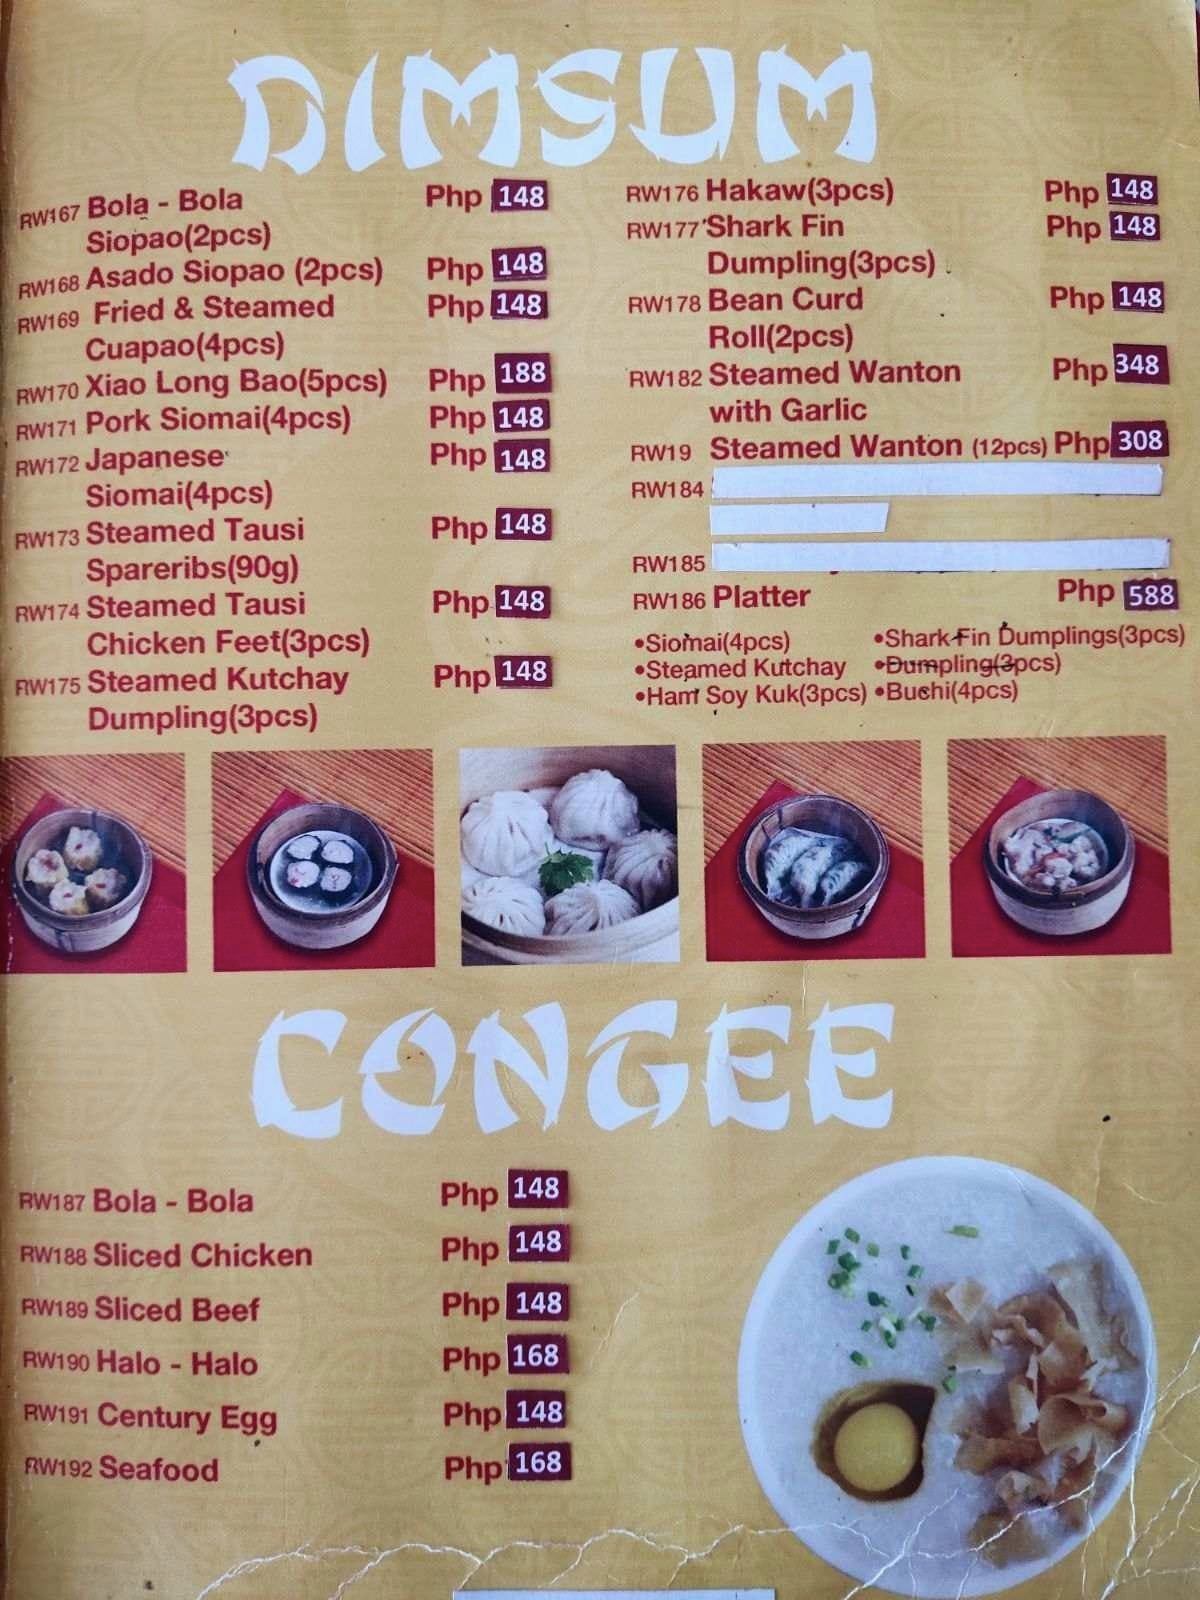 DIMSUM
RW167 Bola - Bola Php 148
Siopao(2pcs)
RW168 Asado Siopao (2pcs) Php 148
RW169 Fried & Steamed Php 148
Cuapao(4pcs)
RW170 Xiao Long Bao(5pcs) Php 188
RW171 Pork Siomai(4pcs) Php 148
RW172 Japanese Php 148
Siomai(4pcs)
RW173 Steamed Tausi Php 148
Spareribs(90g)
RW174 Steamed Tausi Php 148
Chicken Feet(3pcs)
RW175 Steamed Kutchay Php 148
Dumpling(3pcs)
RW176 Hakaw(3pcs) Php 148
RW177 Shark Fin Php 148
Dumpling(3pcs)
RW178 Bean Curd Php 148
Roll(2pcs)
RW182 Steamed Wanton Php 348
with Garlic
RW19 Steamed Wanton (12pcs) Php 308
RW184
RW185
RW186 Platter Php 588
•Siomai(4pcs)
•Steamed Kutchay
•Ham Soy Kuk(3pcs)
•Shark Fin Dumplings(3pcs)
•Dumpling(3pcs)
•Buchi(4pcs)
CONGEE
RW187 Bola - Bola Php 148
RW188 Sliced Chicken Php 148
RW189 Sliced Beef Php 148
RW190 Halo - Halo Php 168
RW191 Century Egg Php 148
RW192 Seafood Php 168